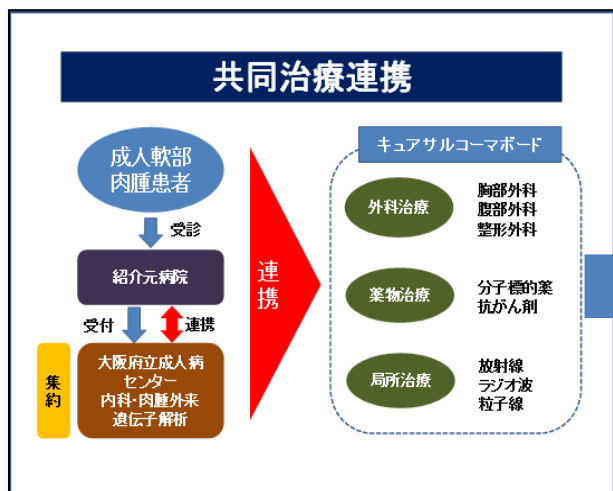 共同治療連携
成人軟部
肉腫患者
受診
紹介元病院
受付
連携
集約
大阪府立成人病
センター
内科・肉腫外来
遺伝子解析
連携
キュアサルコーマボード
外科治療
胸部外科
腹部外科
整形外科
薬物治療
分子標的薬
抗がん剤
局所治療
放射線
ラジオ波
粒子線